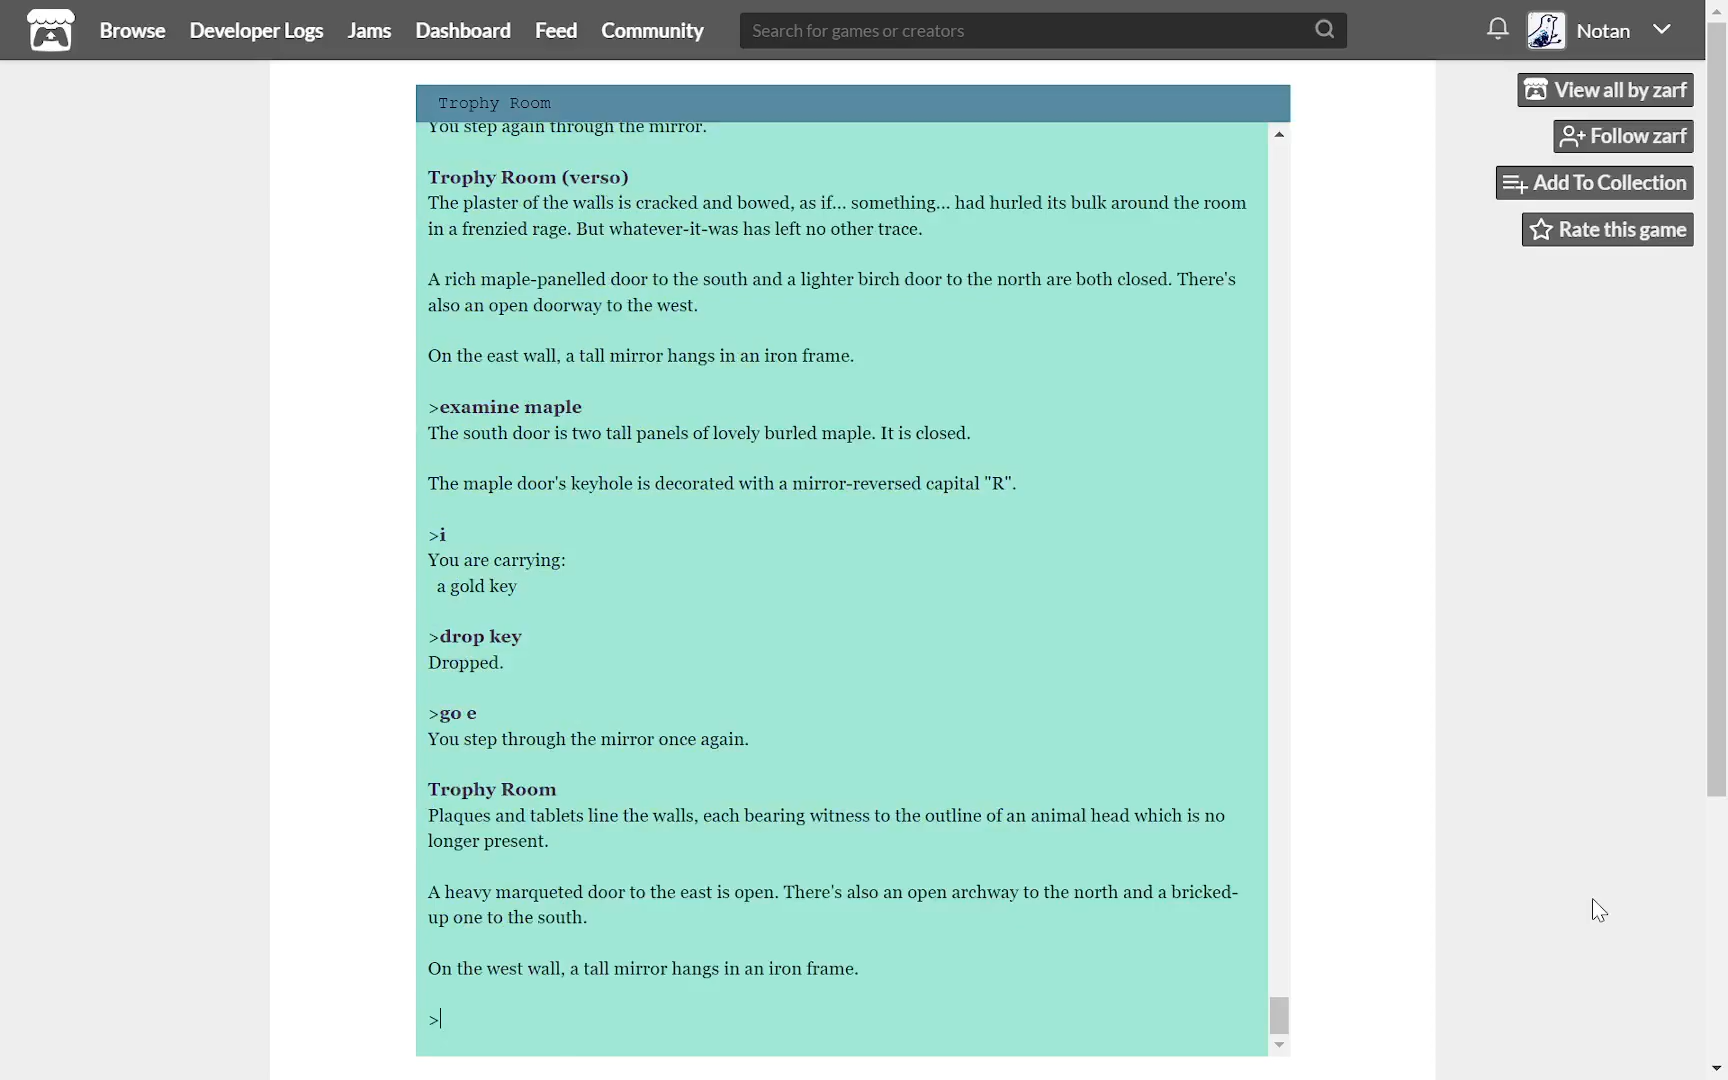 Browse Developer Logs Jams Dashboard Feed Community Search for games or creators Notan
View all by zarf
Follow zarf
Add To Collection
Rate this game
Trophy Room
You step again through the mirror.
Trophy Room (verso)
The plaster of the walls is cracked and bowed, as if... something... had hurled its bulk around the room
in a frenzied rage. But whatever-it-was has left no other trace.
A rich maple-panelled door to the south and a lighter birch door to the north are both closed. There's
also an open doorway to the west.
On the east wall, a tall mirror hangs in an iron frame.
>examine maple
The south door is two tall panels of lovely burled maple. It is closed.
The maple door's keyhole is decorated with a mirror-reversed capital "R".
>i
You are carrying:
a gold key
>drop key
Dropped.
>go e
You step through the mirror once again.
Trophy Room
Plaques and tablets line the walls, each bearing witness to the outline of an animal head which is no
longer present.
A heavy marqueted door to the east is open. There's also an open archway to the north and a bricked-
up one to the south.
On the west wall, a tall mirror hangs in an iron frame.
>